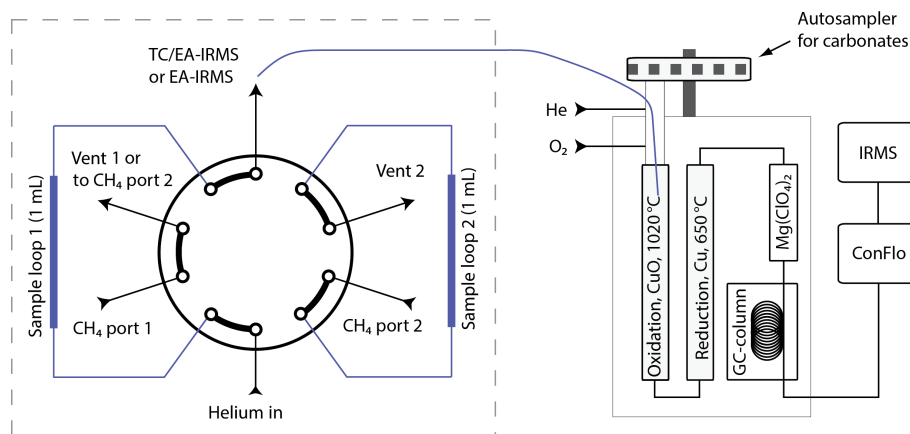 TC/EA-IRMS
or EA-IRMS
Vent 1 or
to CH₄ port 2
Vent 2
Sample loop 1 (1 mL)
Sample loop 2 (1 mL)
CH₄ port 1
CH₄ port 2
Helium in
Autosampler
for carbonates
He
O₂
Oxidation, CuO, 1020 °C
Reduction, Cu, 650 °C
Mg(ClO₄)₂
GC-column
IRMS
ConFlo